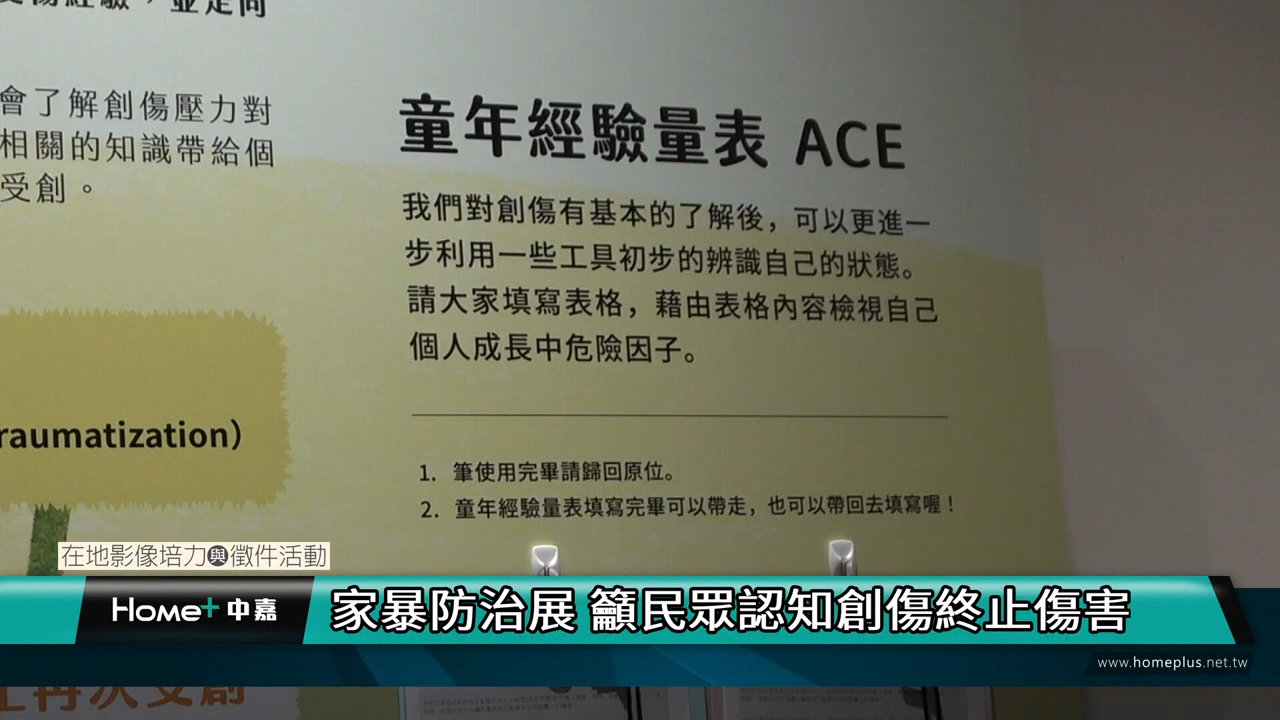 會了解創傷壓力對
相關的知識帶給個
受創。
raumatization)
童年經驗量表 ACE
我們對創傷有基本的了解後，可以更進一
步利用一些工具初步的辨識自己的狀態。
請大家填寫表格，藉由表格內容檢視自己
個人成長中危險因子。
1. 筆使用完畢請歸回原位。
2. 童年經驗量表填寫完畢可以帶走，也可以帶回去填寫喔！
在地影像培力與徵件活動
Home+ 中嘉
家暴防治展 籲民眾認知創傷終止傷害
www.homeplus.net.tw
再次受創